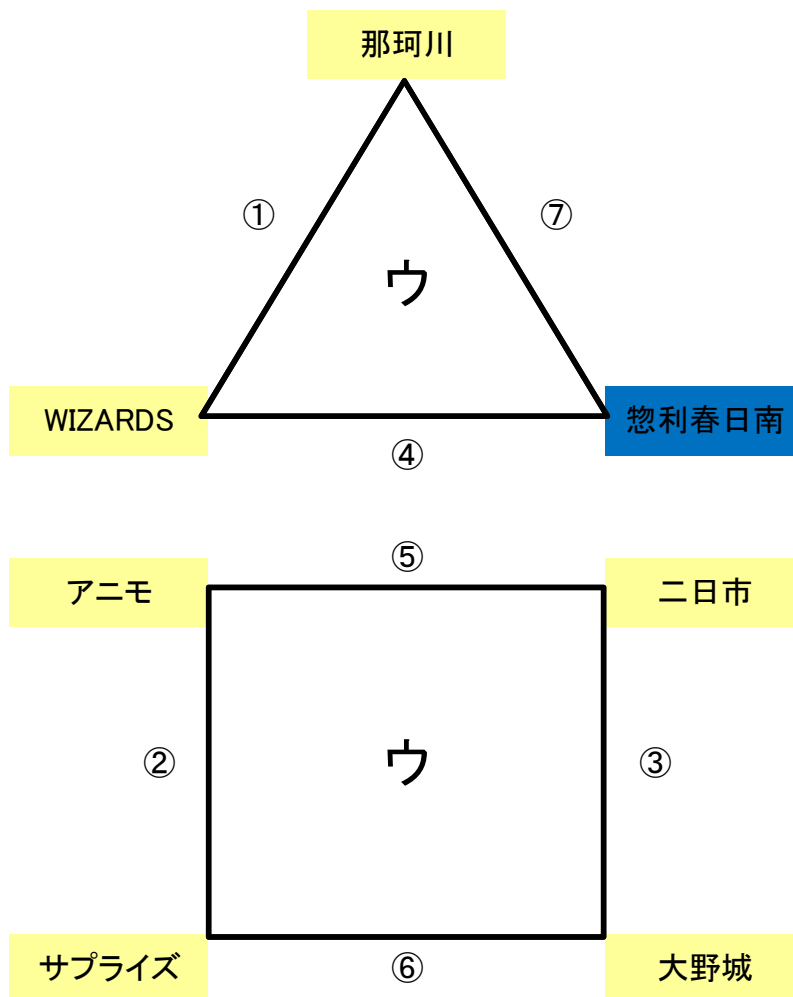 那珂川
①
⑦
ウ
WIZARDS
惣利春日南
④
⑤
アニモ
二日市
②
ウ
③
サプライズ
⑥
大野城